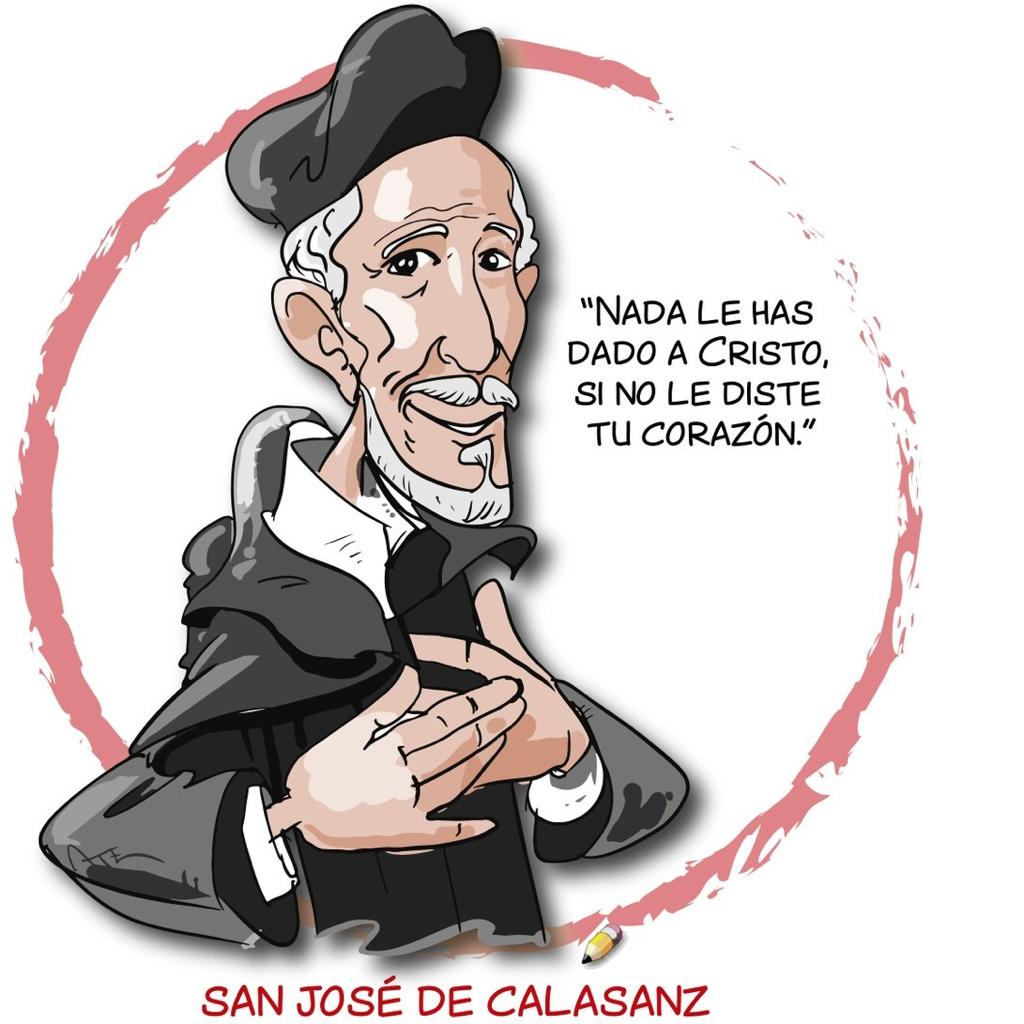 “NADA LE HAS
DADO A CRISTO,
SI NO LE DISTE
TU CORAZÓN.”
SAN JOSÉ DE CALASANZ